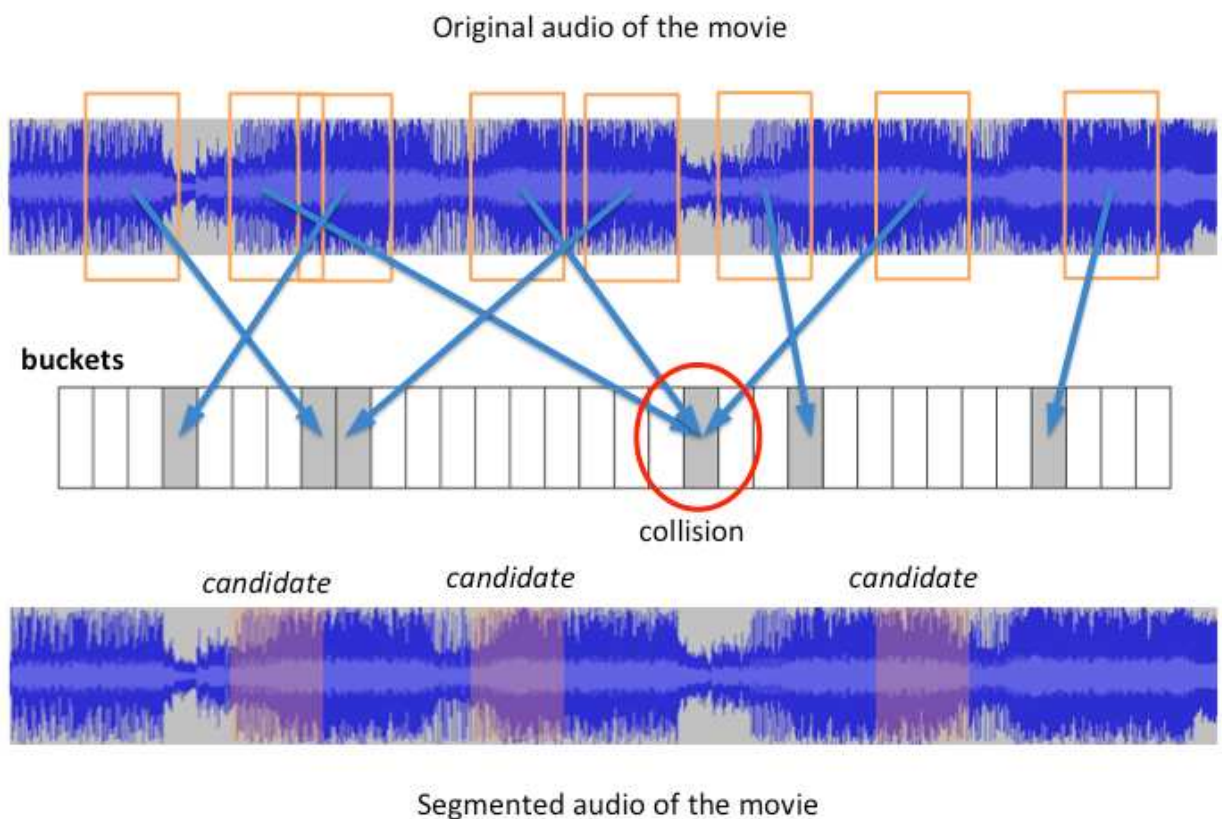 Original audio of the movie
buckets
collision
candidate
candidate
candidate
Segmented audio of the movie